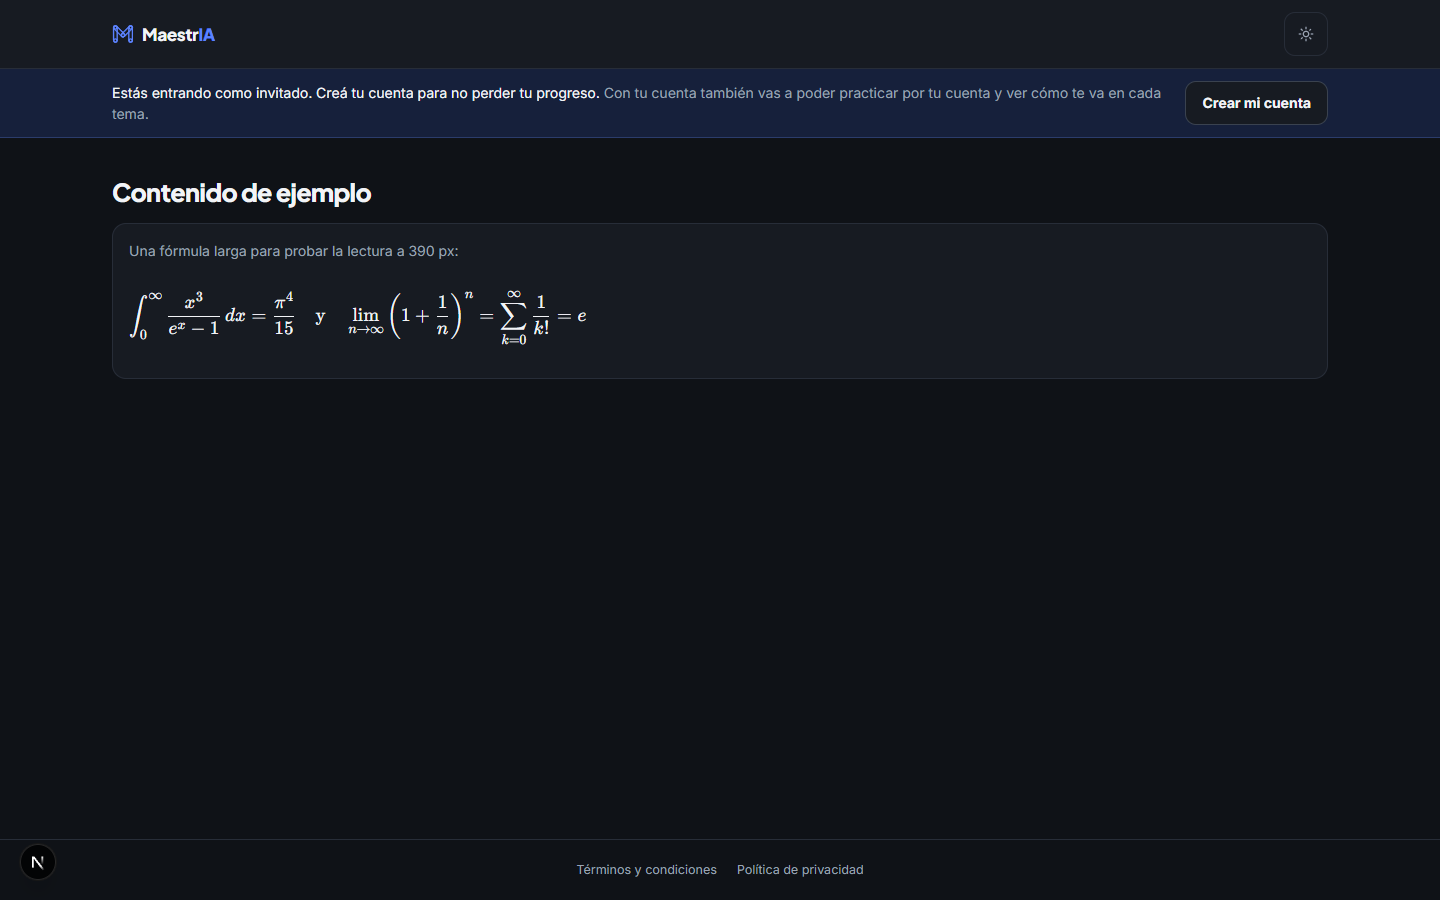 MaestrIA
Estás entrando como invitado. Creá tu cuenta para no perder tu progreso. Con tu cuenta también vas a poder practicar por tu cuenta y ver cómo te va en cada
tema.
Crear mi cuenta
Contenido de ejemplo
Una fórmula larga para probar la lectura a 390 px:
∫₀^∞ x³/(eˣ − 1) dx = π⁴/15 y lim n→∞ (1 + 1/n)ⁿ = ∑ k=0 ^∞ 1/k! = e
N
Términos y condiciones Política de privacidad